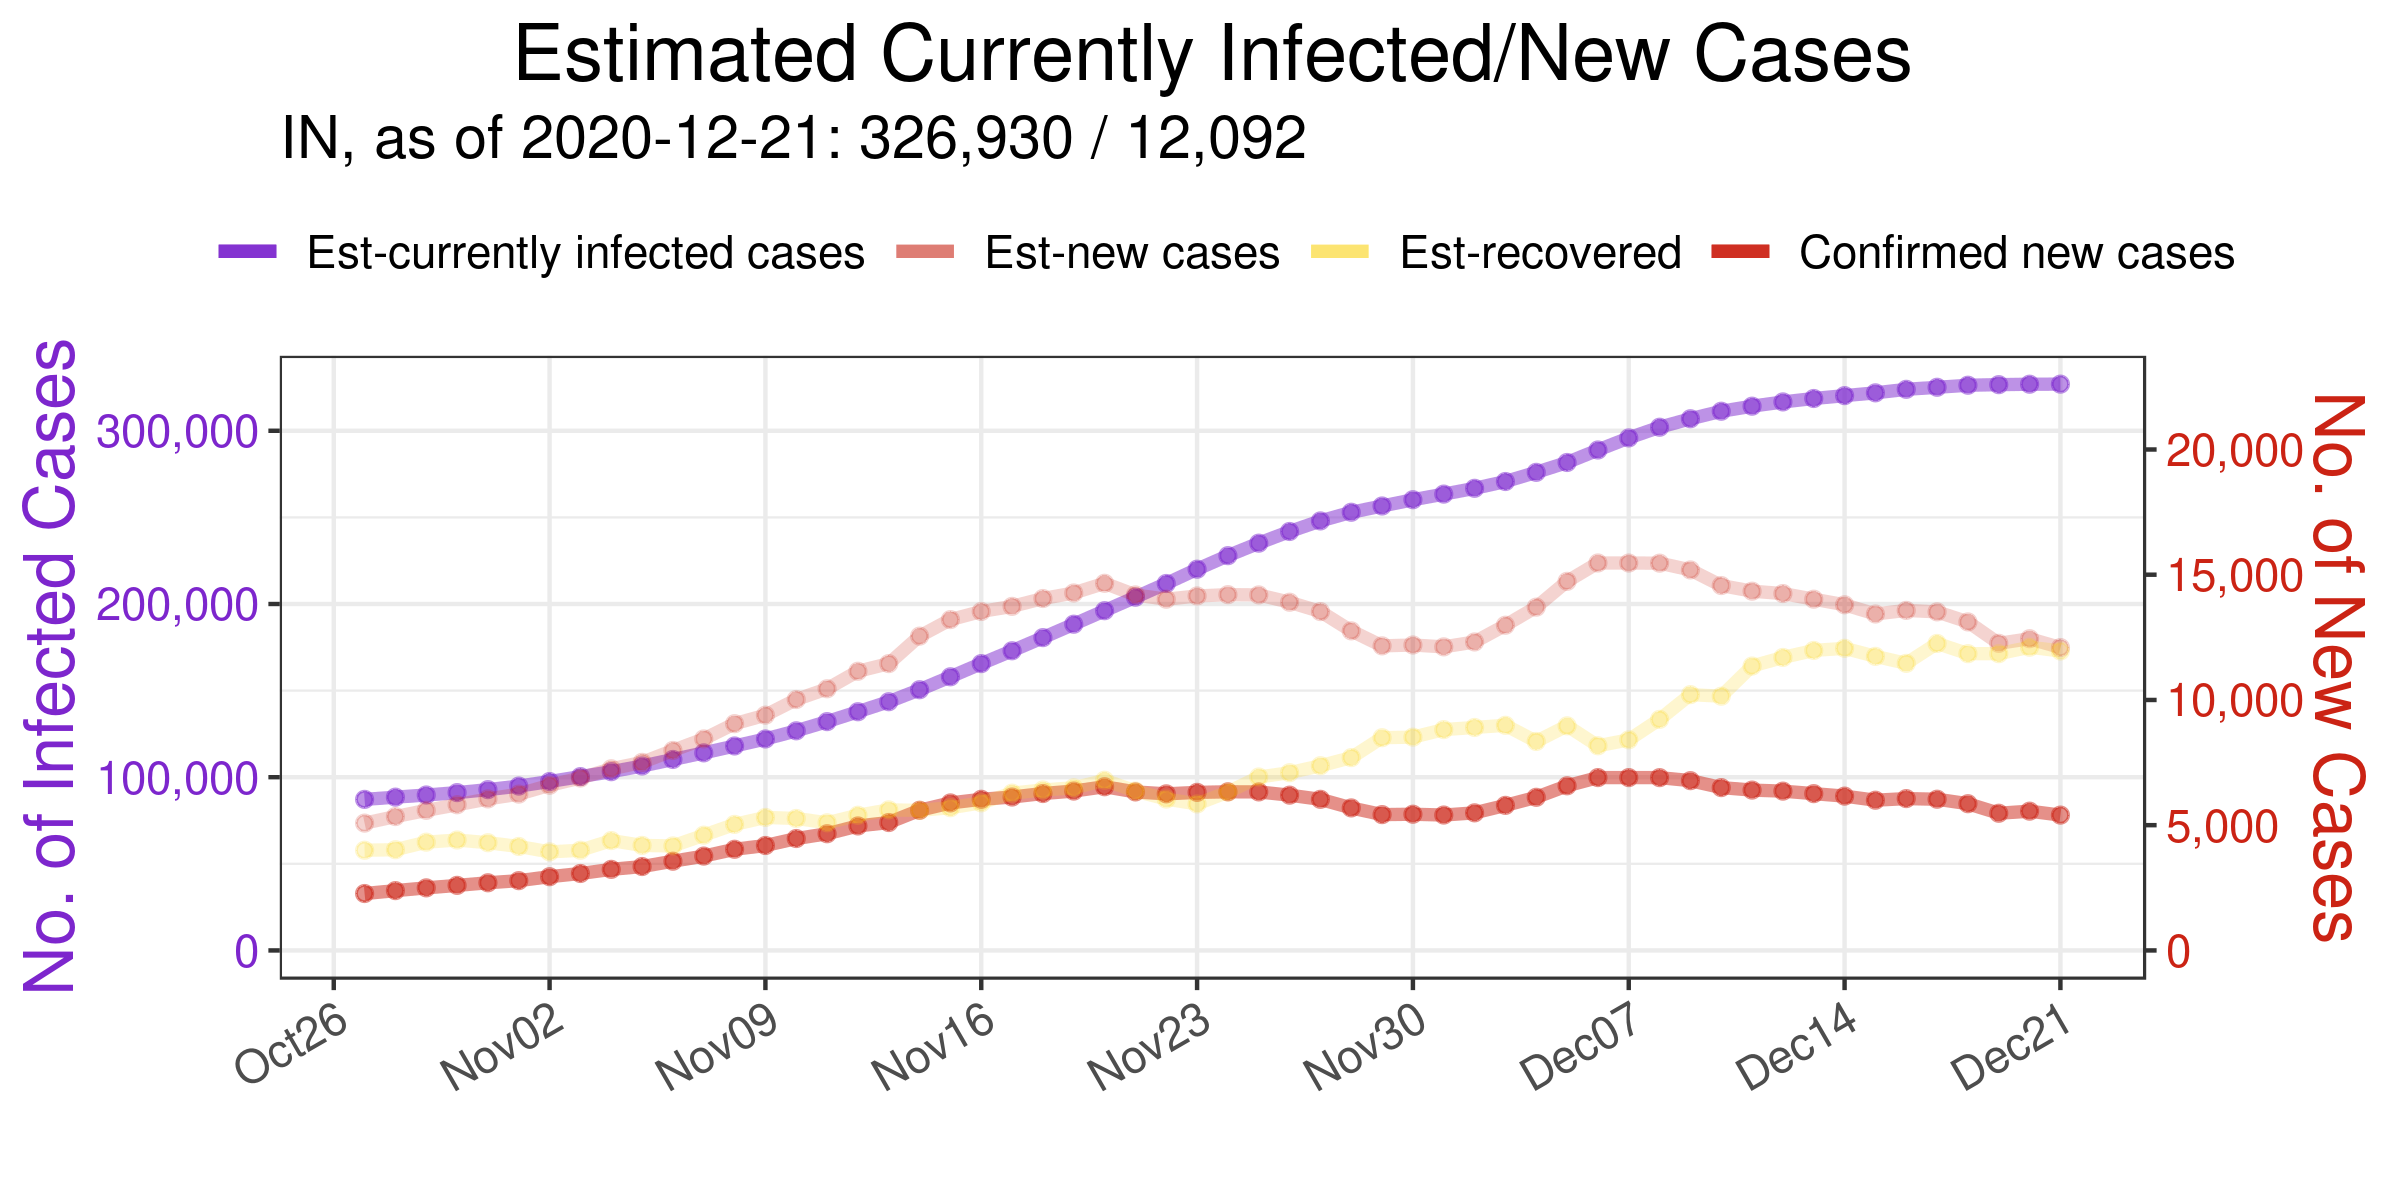 Estimated Currently Infected/New Cases
IN, as of 2020-12-21: 326,930 / 12,092
Est-currently infected cases Est-new cases Est-recovered Confirmed new cases
No. of Infected Cases
300,000
200,000
100,000
0
20,000
15,000
10,000
5,000
0
No. of New Cases
Oct26 Nov02 Nov09 Nov16 Nov23 Nov30 Dec07 Dec14 Dec21